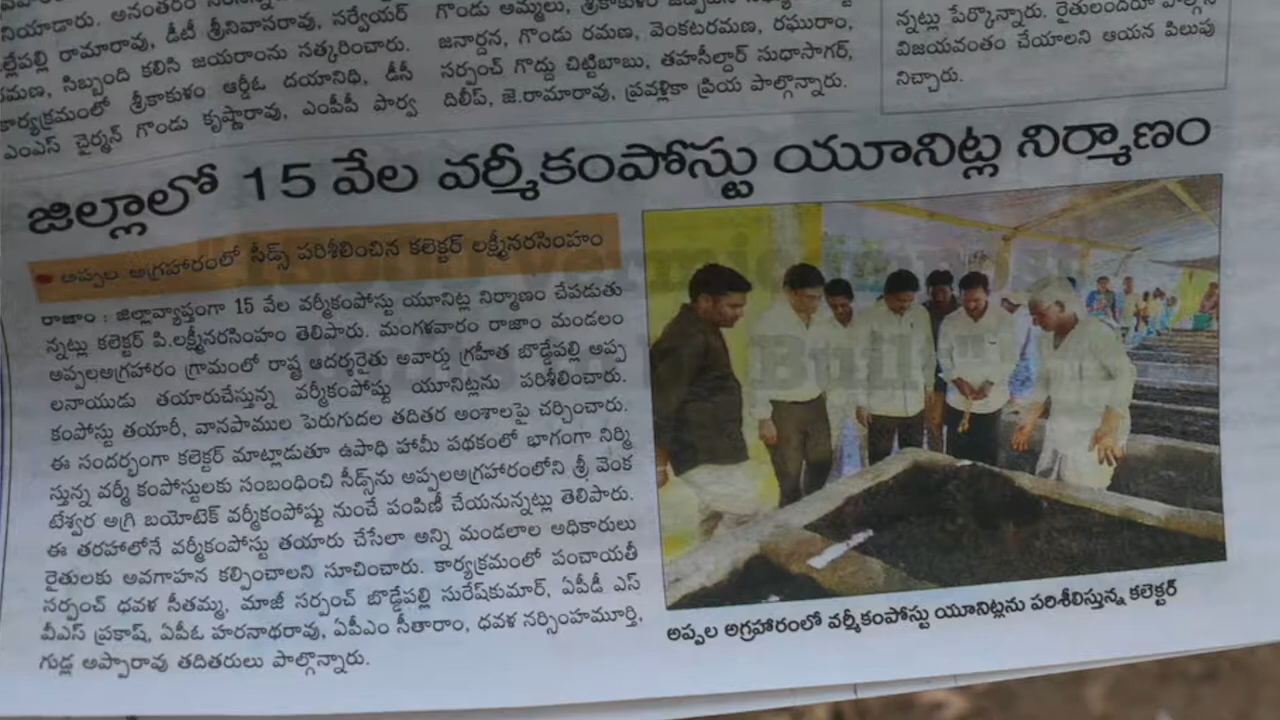 నియాడారు. అనంతరం
ల్లేపల్లి రామారావు, డీటీ శ్రీనివాసరావు, సర్వేయర్
రమణ, సిబ్బంది కలిసి జయరాంను సత్కరించారు.
కార్యక్రమంలో శ్రీకాకుళం ఆర్డీఓ దయానిధి, డీసీ
ఎంఎస్ చైర్మన్ గొండు కృష్ణారావు, ఎంపీపీ పార్వ
గొండు అమ్మలు, శ్రీకాకుళం
జనార్దన, గొండు రమణ, వెంకటరమణ, రఘురాం,
సర్పంచ్ గొద్దు చిట్టిబాబు, తహసీల్దార్ సుధాసాగర్,
దిలీప్, జె.రామారావు, ప్రవల్లికా ప్రియ పాల్గొన్నారు.
న్నట్లు పేర్కొన్నారు. రైతులందరూ పాల్గొని
విజయవంతం చేయాలని ఆయన పిలుపు
నిచ్చారు.
జిల్లాలో 15 వేల వర్మీకంపోస్టు యూనిట్ల నిర్మాణం
అప్పల అగ్రహారంలో సీడ్స్ పరిశీలించిన కలెక్టర్ లక్ష్మీనరసింహం
రాజాం : జిల్లావ్యాప్తంగా 15 వేల వర్మీకంపోస్టు యూనిట్ల నిర్మాణం చేపడుతు
న్నట్లు కలెక్టర్ పి.లక్ష్మీనరసింహం తెలిపారు. మంగళవారం రాజాం మండలం
అప్పలఅగ్రహారం గ్రామంలో రాష్ట్ర ఆదర్శరైతు అవార్డు గ్రహీత బొడ్డేపల్లి అప్ప
లనాయుడు తయారుచేస్తున్న వర్మీకంపోష్టు యూనిట్లను పరిశీలించారు.
కంపోస్టు తయారీ, వానపాముల పెరుగుదల తదితర అంశాలపై చర్చించారు.
ఈ సందర్భంగా కలెక్టర్ మాట్లాడుతూ ఉపాధి హామీ పథకంలో భాగంగా నిర్మి
స్తున్న వర్మీ కంపోస్టులకు సంబంధించి సీడ్స్‌ను అప్పలఅగ్రహారంలోని శ్రీ వెంక
టేశ్వర అగ్రి బయోటెక్ వర్మీకంపోష్టు నుంచే పంపిణీ చేయనున్నట్లు తెలిపారు.
ఈ తరహాలోనే వర్మీకంపోస్టు తయారు చేసేలా అన్ని మండలాల అధికారులు
రైతులకు అవగాహన కల్పించాలని సూచించారు. కార్యక్రమంలో పంచాయతీ
సర్పంచ్ ధవళ సీతమ్మ, మాజీ సర్పంచ్ బొడ్డేపల్లి సురేష్‌కుమార్, ఏపీడీ ఎస్
వీఎస్ ప్రకాష్, ఏపీఓ హరనాథరావు, ఏపీఎం సీతారాం, ధవళ నర్సింహమూర్తి,
గుడ్ల అప్పారావు తదితరులు పాల్గొన్నారు.
అప్పల అగ్రహారంలో వర్మీకంపోస్టు యూనిట్లను పరిశీలిస్తున్న కలెక్టర్